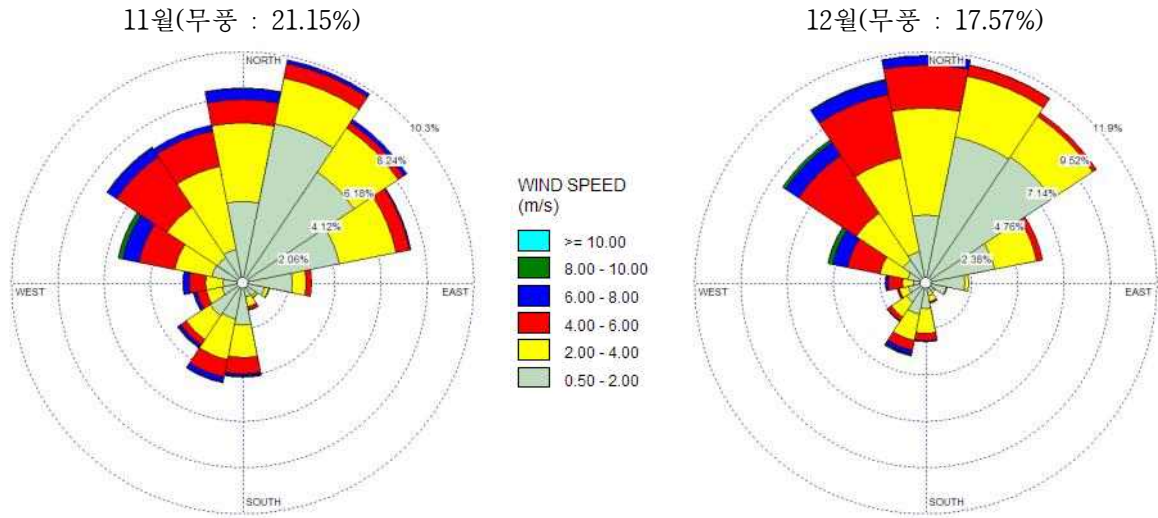 11월(무풍 : 21.15%)
NORTH
10.3%
8.24%
6.18%
4.12%
2.06%
WEST
EAST
SOUTH
WIND SPEED
(m/s)
>= 10.00
8.00 - 10.00
6.00 - 8.00
4.00 - 6.00
2.00 - 4.00
0.50 - 2.00
12월(무풍 : 17.57%)
NORTH
11.9%
9.52%
7.14%
4.76%
2.38%
WEST
EAST
SOUTH